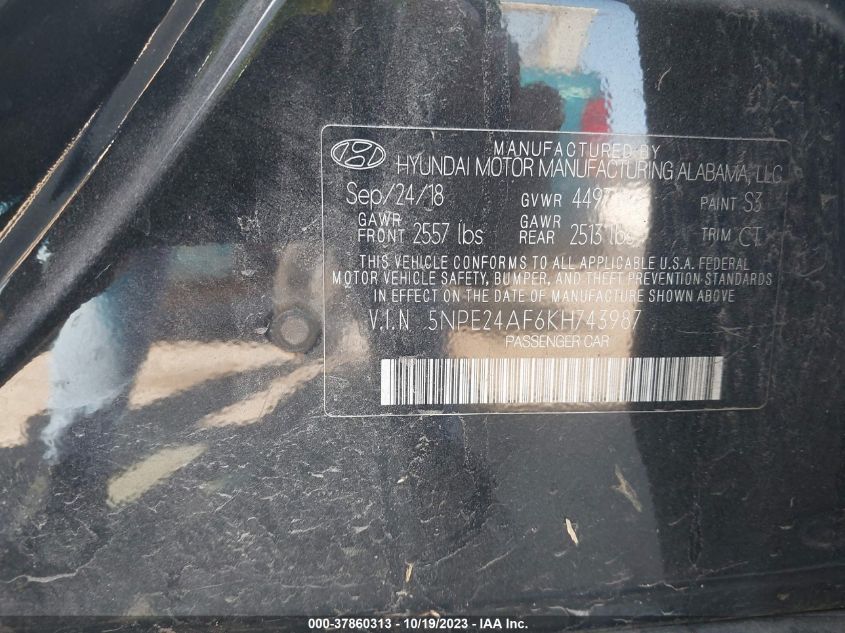 MANUFACTURED BY
HYUNDAI MOTOR MANUFACTURING ALABAMA, LLC
Sep/24/18 GVWR PAINT S3
GAWR FRONT 2557 lbs GAWR REAR 2513 lbs TRIM CT
THIS VEHICLE CONFORMS TO ALL APPLICABLE U.S.A. FEDERAL
MOTOR VEHICLE SAFETY, BUMPER, AND THEFT PREVENTION STANDARDS
IN EFFECT ON THE DATE OF MANUFACTURE SHOWN ABOVE
V.I.N 5NPE24AF6KH743987
PASSENGER CAR
000-37860313 - 10/19/2023 - IAA Inc.